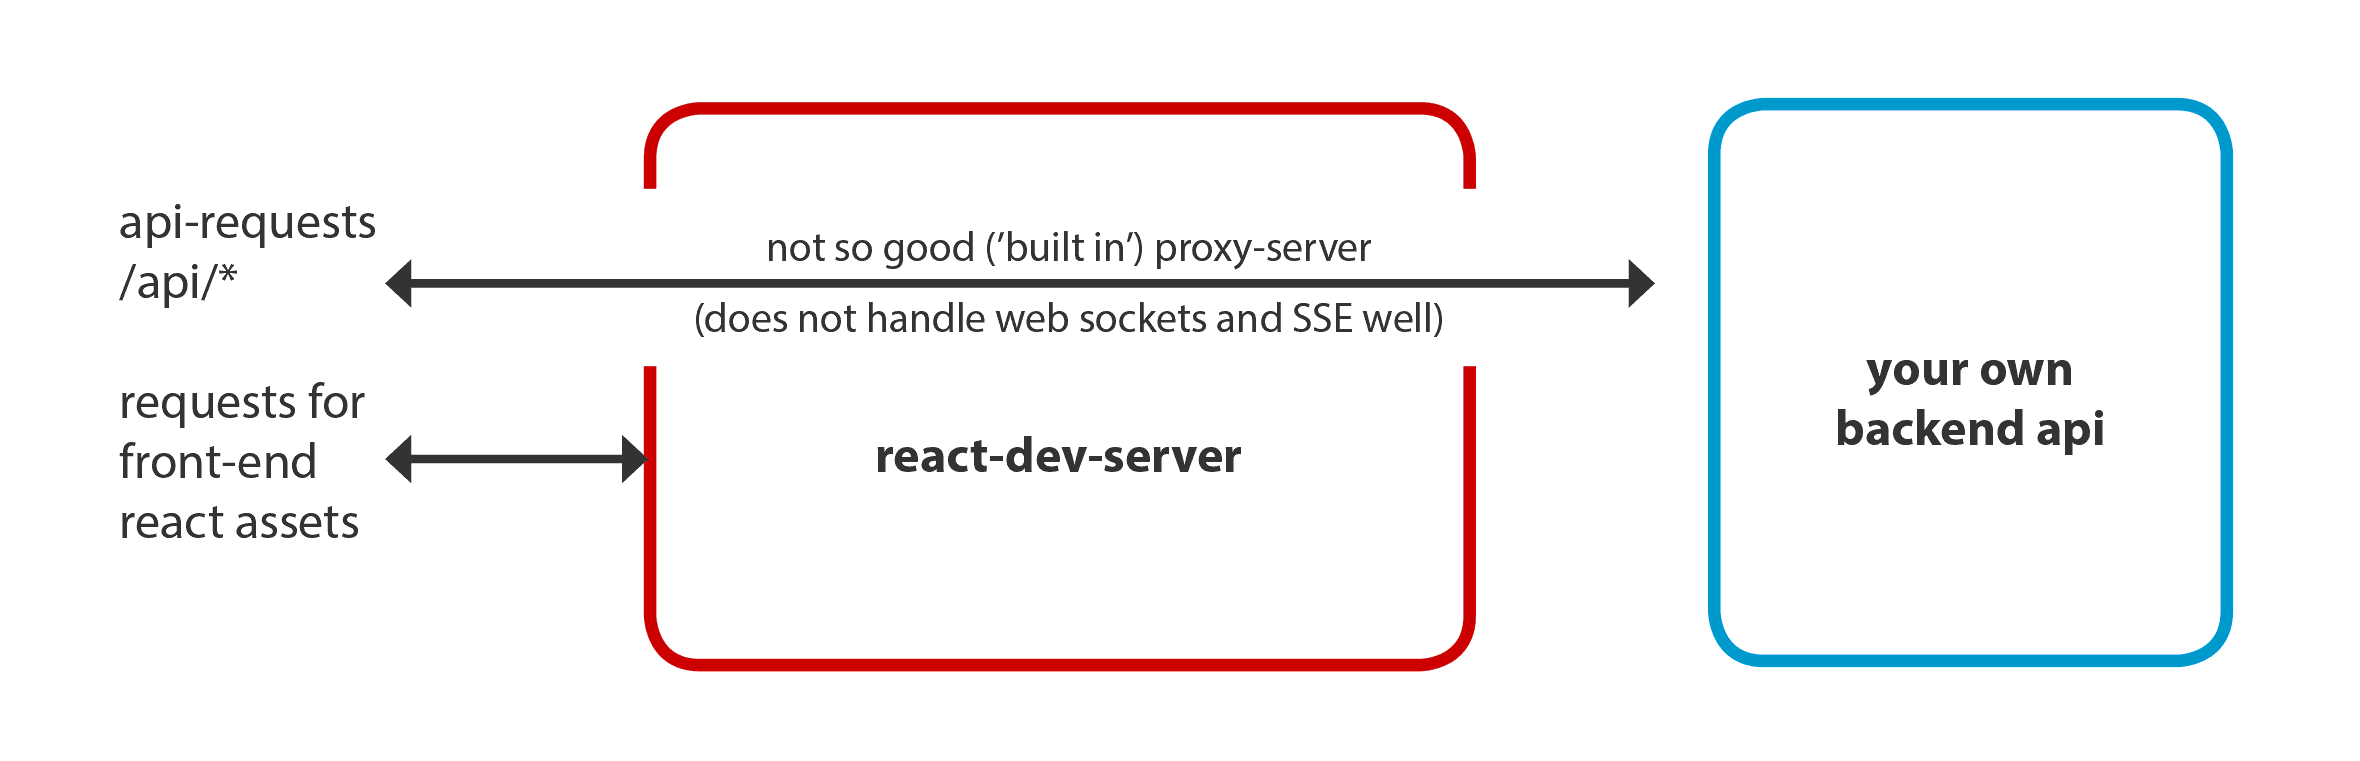 api-requests
/api/*
not so good (’built in’) proxy-server
(does not handle web sockets and SSE well)
requests for
front-end
react assets
react-dev-server
your own
backend api